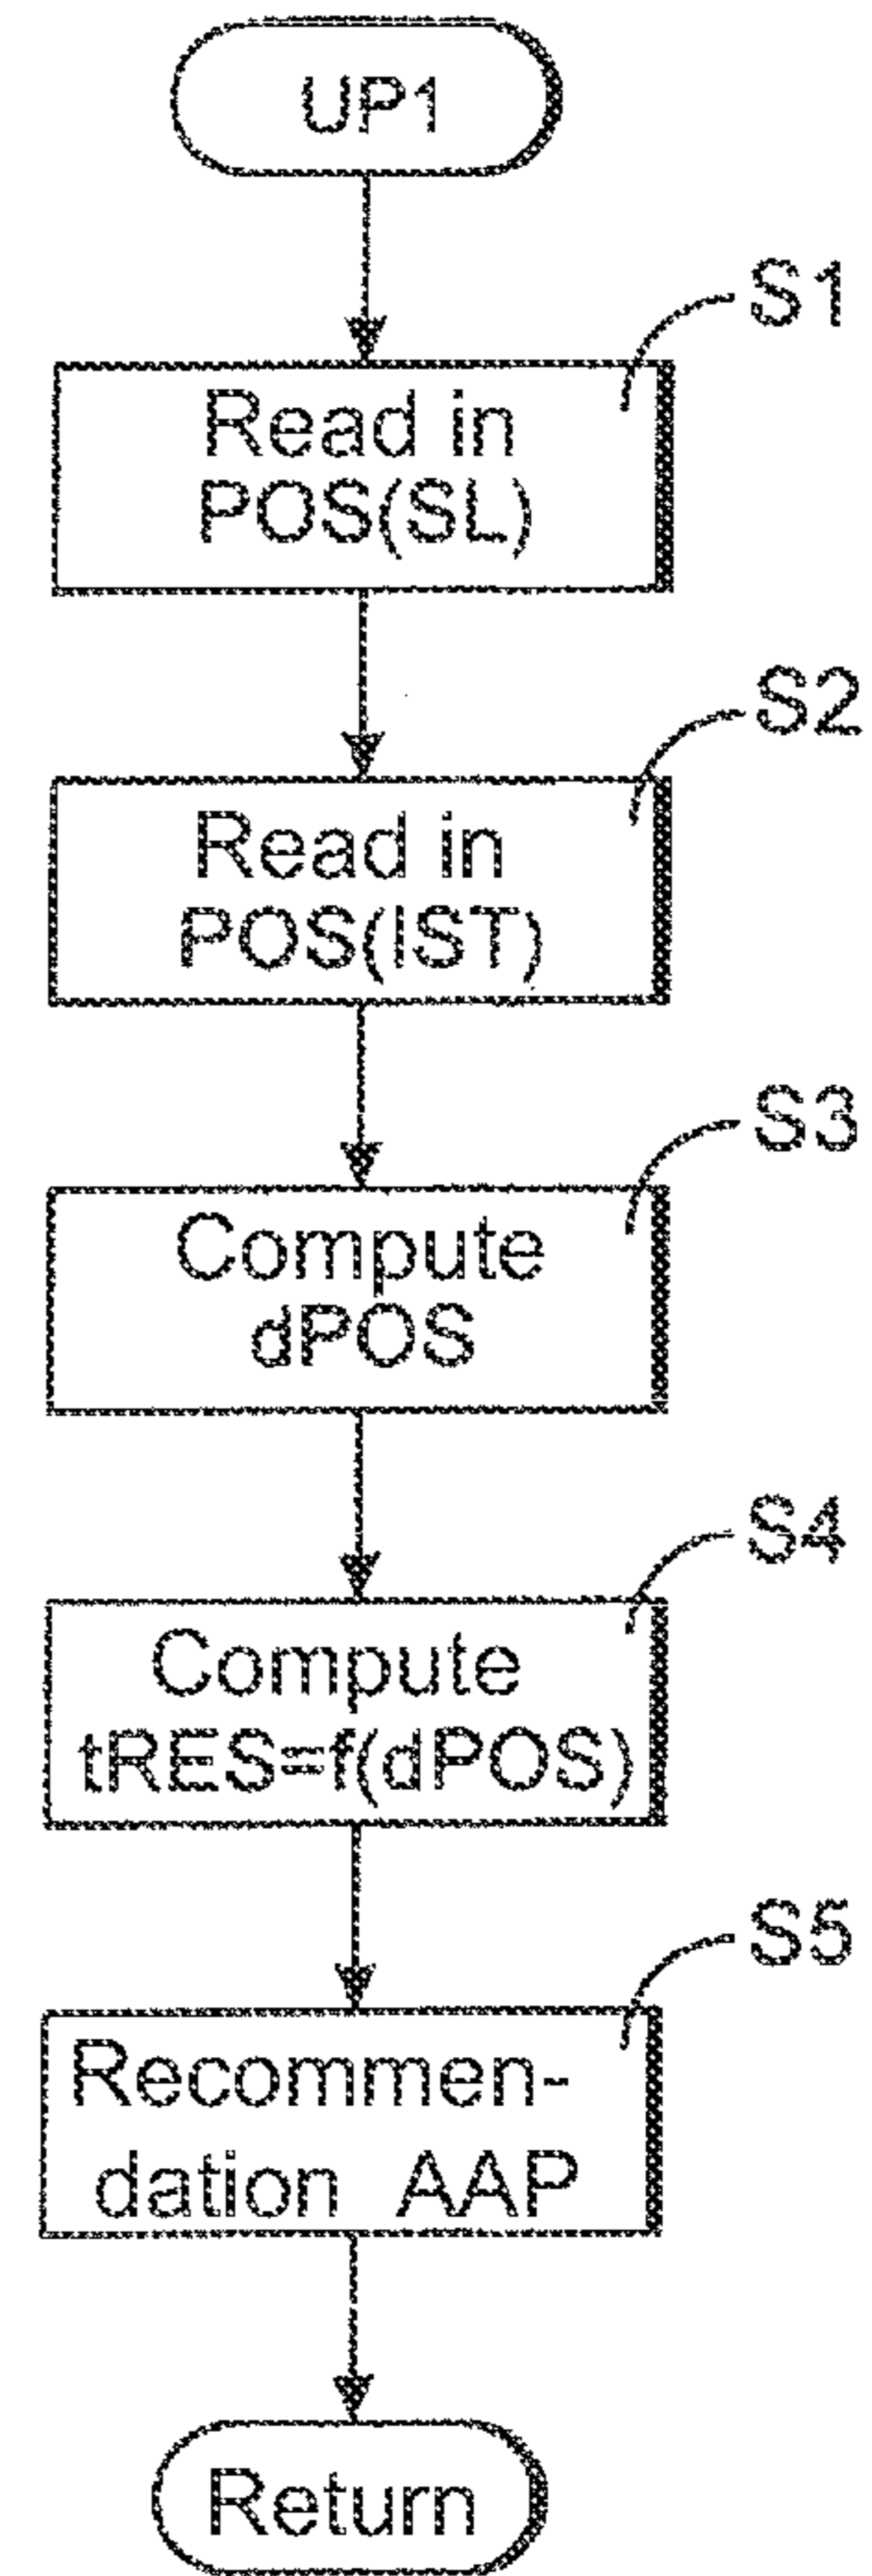 UP1
S1
Read in
POS(SL)
S2
Read in
POS(IST)
S3
Compute
dPOS
S4
Compute
tRES=f(dPOS)
S5
Recommen-
dation AAP
Return